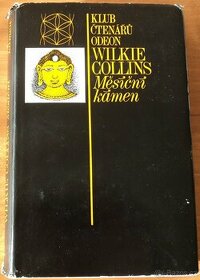 KLUB
ČTENÁŘŮ
ODEON
WILKIE
COLLINS
Měsíční
kámen